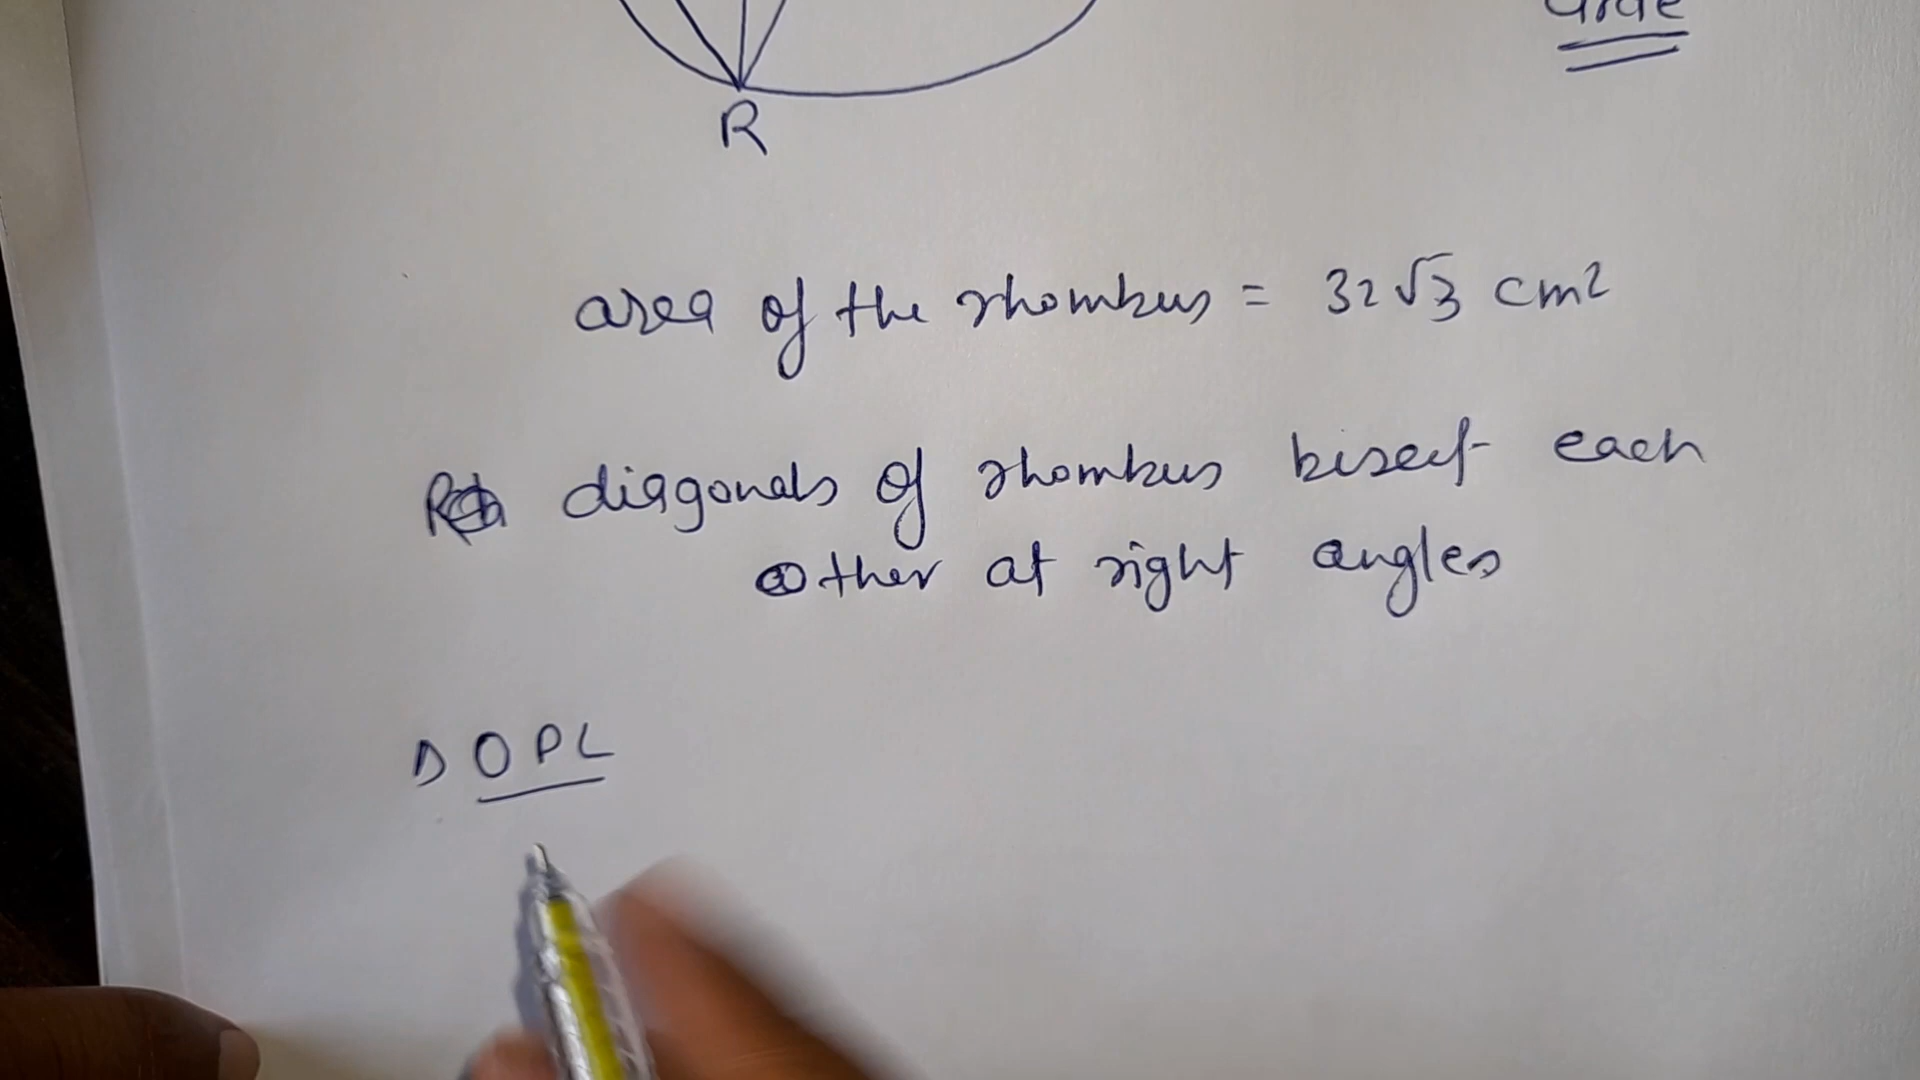 R
area of the rhombus = 32√3 cm²
diagonals of rhombus bisect each
other at right angles
Δ OPL